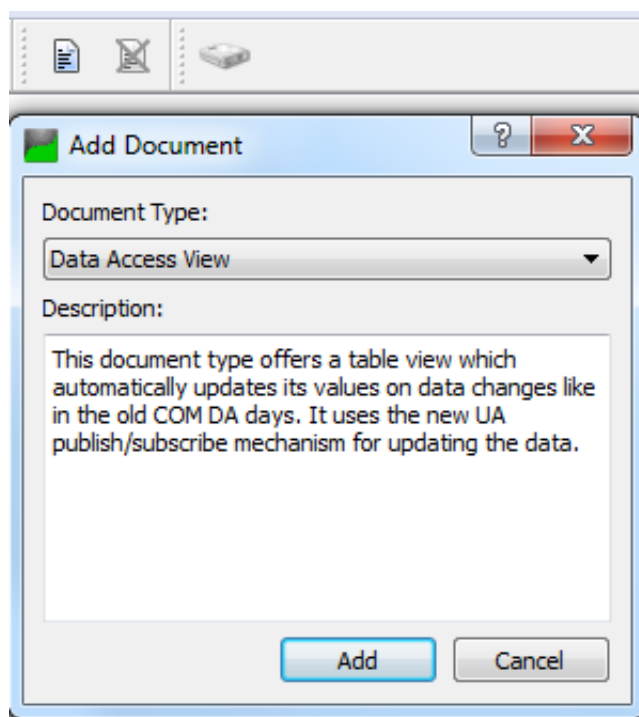 Add Document
?
Document Type:
Data Access View
Description:
This document type offers a table view which
automatically updates its values on data changes like
in the old COM DA days. It uses the new UA
publish/subscribe mechanism for updating the data.
Add Cancel